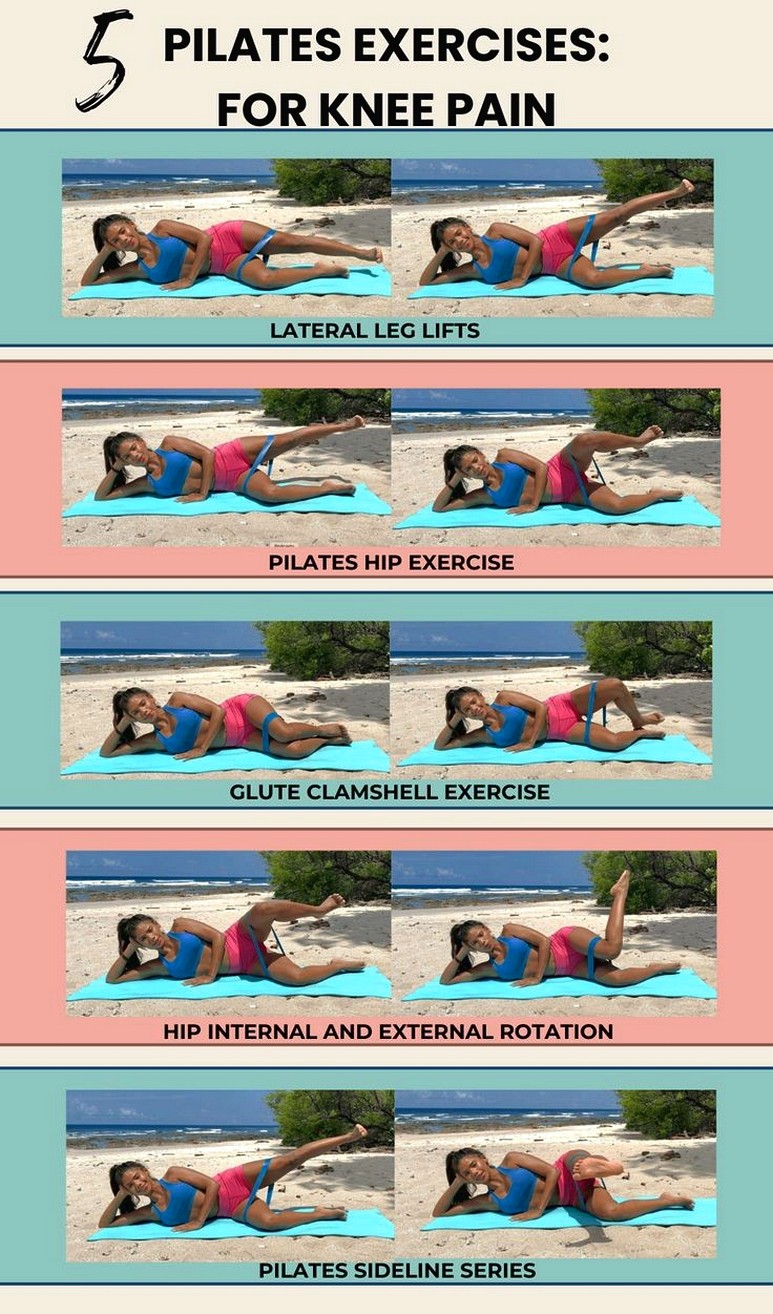 5 PILATES EXERCISES:
FOR KNEE PAIN
LATERAL LEG LIFTS
PILATES HIP EXERCISE
GLUTE CLAMSHELL EXERCISE
HIP INTERNAL AND EXTERNAL ROTATION
PILATES SIDELINE SERIES